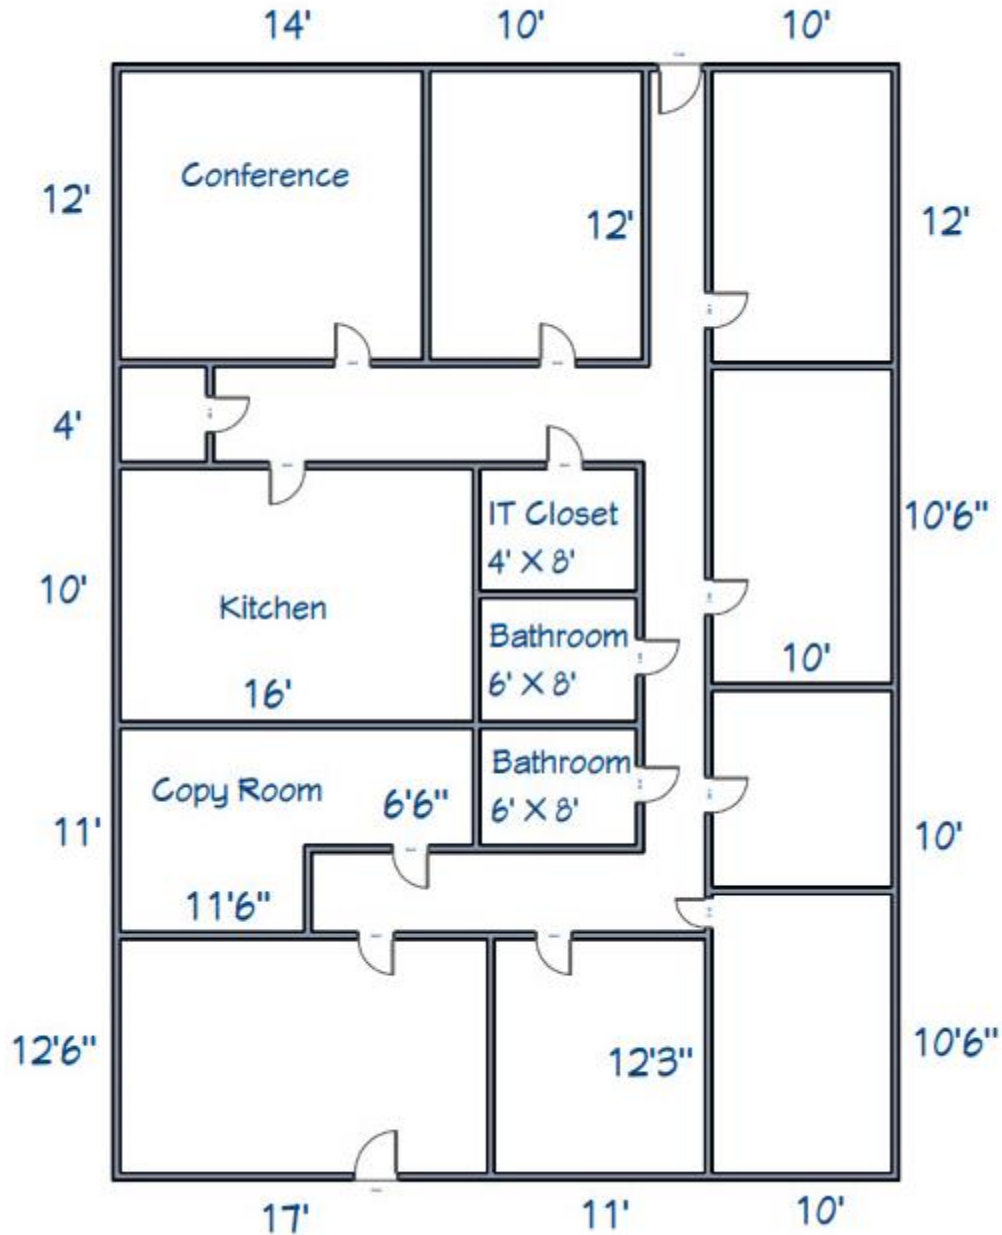 14'
10'
10'
Conference
12'
12'
12'
4'
IT Closet
4' X 8'
10'6"
10'
Kitchen
16'
Bathroom
6' X 8'
10'
Copy Room
6'6"
Bathroom
6' X 8'
11'
10'
11'6"
12'6"
12'3"
10'6"
17'
11'
10'